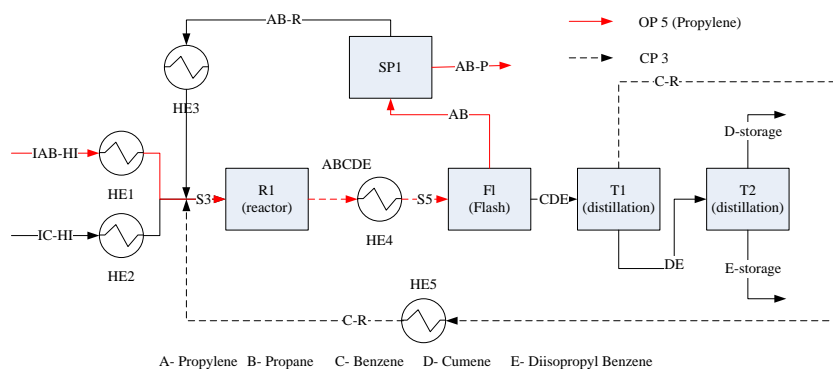 AB-R
OP 5 (Propylene)
SP1
AB-P
CP 3
C-R
HE3
AB
D-storage
IAB-HI
ABCDE
HE1
S3
R1
(reactor)
S5
Fl
(Flash)
CDE
T1
(distillation)
T2
(distillation)
IC-HI
HE4
HE2
DE
E-storage
HE5
C-R
A- Propylene B- Propane C- Benzene D- Cumene E- Diisopropyl Benzene